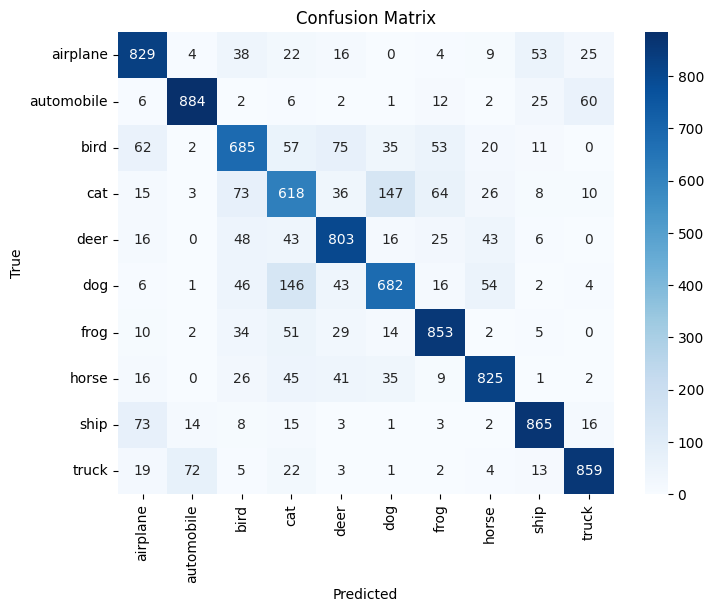 Confusion Matrix
airplane 829 4 38 22 16 0 4 9 53 25
automobile 6 884 2 6 2 1 12 2 25 60
bird 62 2 685 57 75 35 53 20 11 0
cat 15 3 73 618 36 147 64 26 8 10
deer 16 0 48 43 803 16 25 43 6 0
dog 6 1 46 146 43 682 16 54 2 4
frog 10 2 34 51 29 14 853 2 5 0
horse 16 0 26 45 41 35 9 825 1 2
ship 73 14 8 15 3 1 3 2 865 16
truck 19 72 5 22 3 1 2 4 13 859
True
airplane automobile bird cat deer dog frog horse ship truck
Predicted
800
700
600
500
400
300
200
100
0